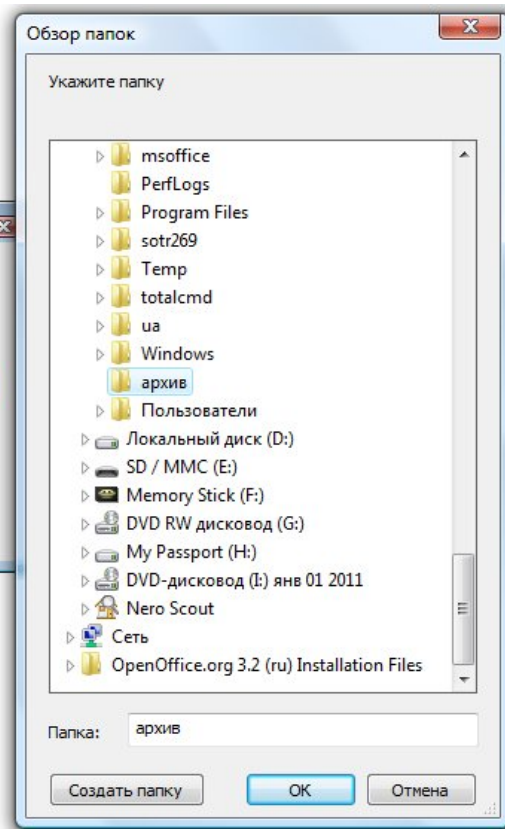 Обзор папок
Укажите папку
msoffice
PerfLogs
Program Files
sotr269
Temp
totalcmd
ua
Windows
архив
Пользователи
Локальный диск (D:)
SD / MMC (E:)
Memory Stick (F:)
DVD RW дисковод (G:)
My Passport (H:)
DVD-дисковод (I:) янв 01 2011
Nero Scout
Сеть
OpenOffice.org 3.2 (ru) Installation Files
Папка: архив
Создать папку OK Отмена